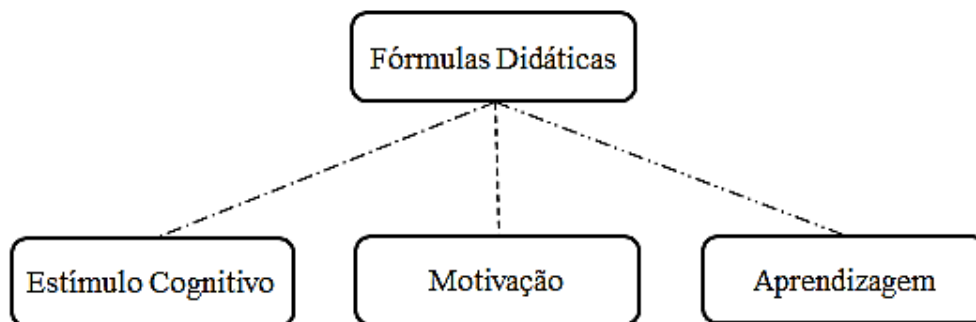 Fórmulas Didáticas
Estímulo Cognitivo
Motivação
Aprendizagem